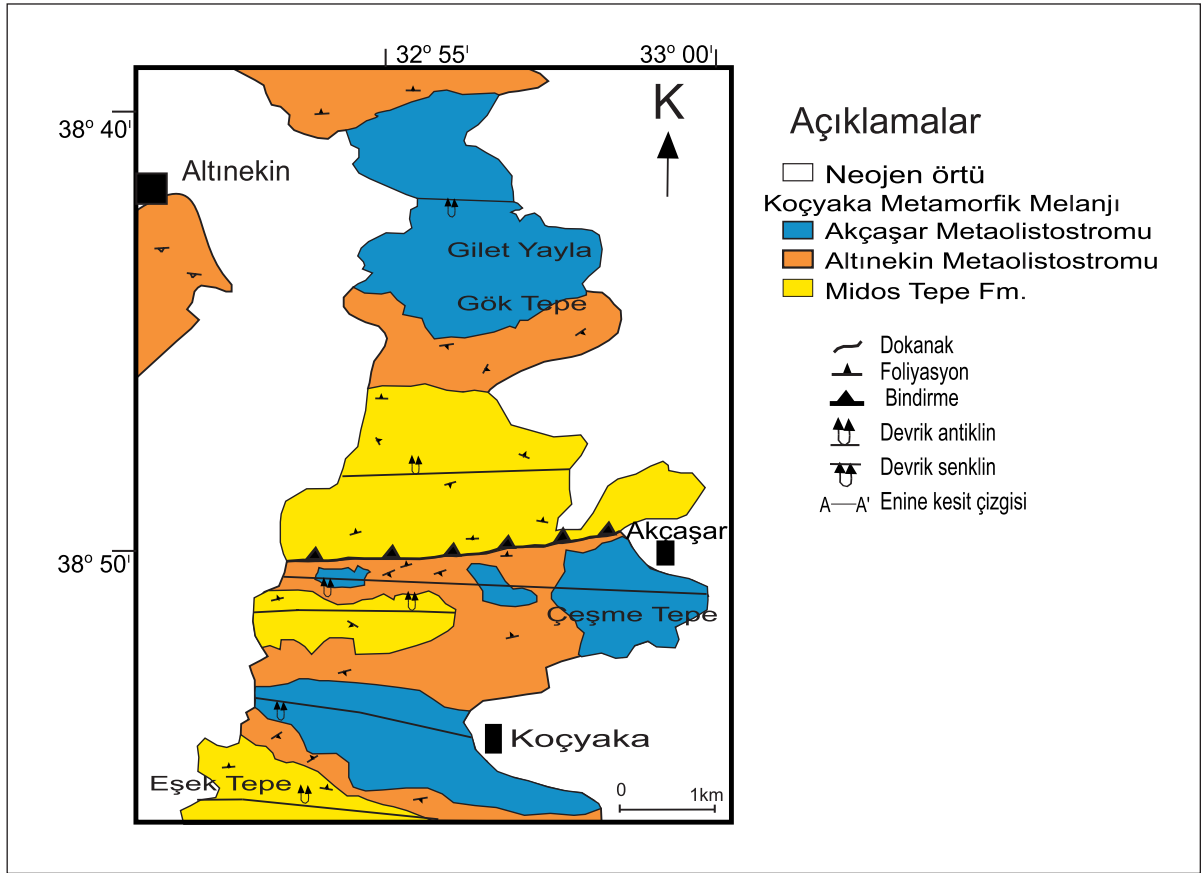 32° 55' 33° 00'
38° 40'
K
Altınekin
Gilet Yayla
Gök Tepe
Akçaşar
38° 50'
Çeşme Tepe
Koçyaka
Eşek Tepe
0 1km
Açıklamalar
Neojen örtü
Koçyaka Metamorfik Melanjı
Akçaşar Metaolistostromu
Altınekin Metaolistostromu
Midos Tepe Fm.
Dokanak
Foliyasyon
Bindirme
Devrik antiklin
Devrik senklin
A—A' Enine kesit çizgisi